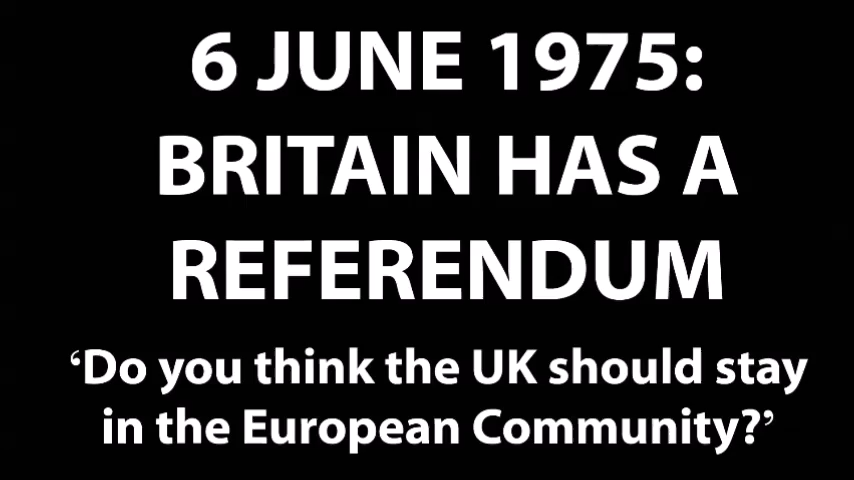 6 JUNE 1975:
BRITAIN HAS A
REFERENDUM
‘Do you think the UK should stay
in the European Community?’